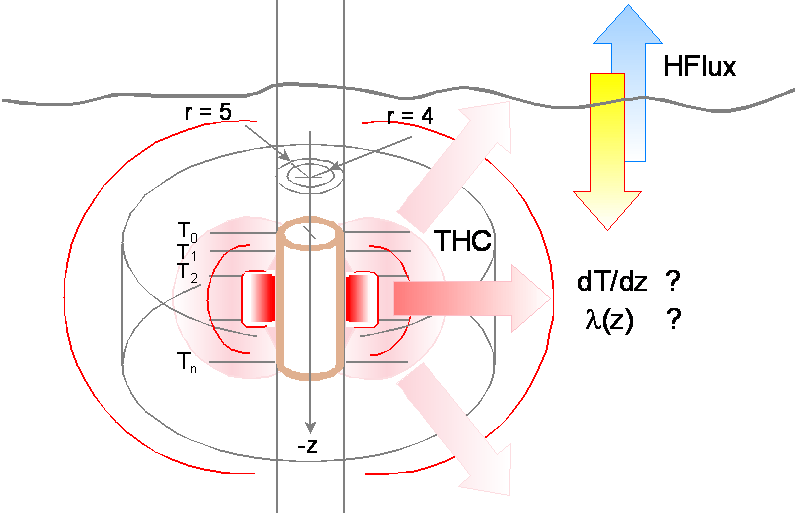 HFlux
r = 5
r = 4
T0
T1
T2
THC
dT/dz ?
λ(z) ?
Tn
-z